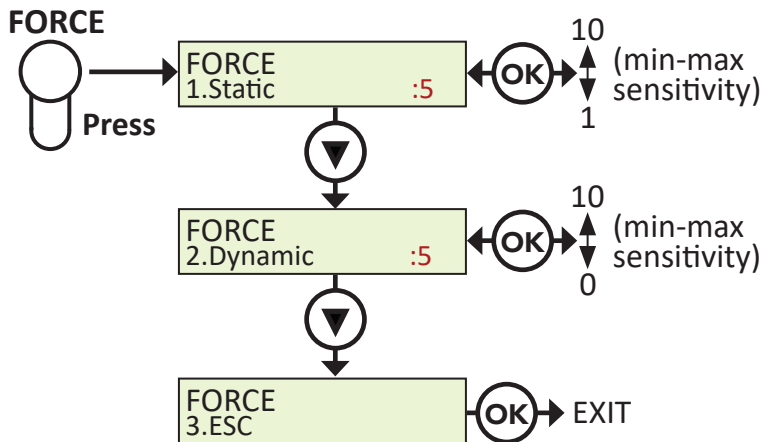 FORCE
Press
FORCE
1.Static :5
OK
10
(min-max
sensitivity)
1
FORCE
2.Dynamic :5
OK
10
(min-max
sensitivity)
0
FORCE
3.ESC
OK
EXIT